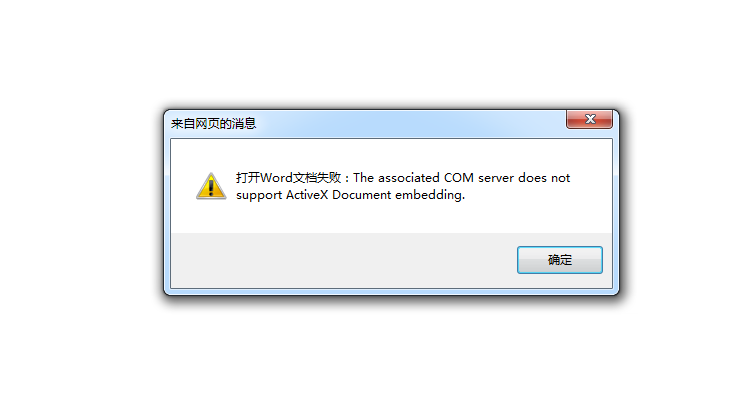 来自网页的消息
打开Word文档失败：The associated COM server does not
support ActiveX Document embedding.
确定